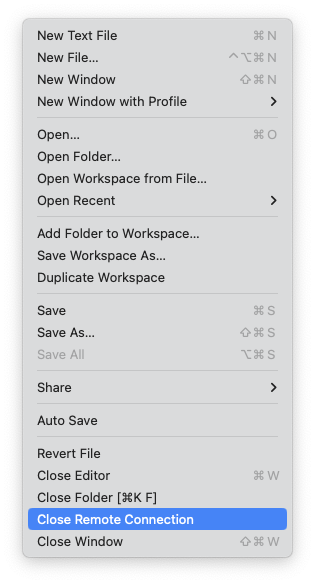 New Text File ⌘N
New File... ^⌥⌘N
New Window ⇧⌘N
New Window with Profile >
Open... ⌘O
Open Folder...
Open Workspace from File...
Open Recent >
Add Folder to Workspace...
Save Workspace As...
Duplicate Workspace
Save ⌘S
Save As... ⇧⌘S
Save All ⌥⌘S
Share >
Auto Save
Revert File
Close Editor ⌘W
Close Folder [⌘K F]
Close Remote Connection
Close Window ⇧⌘W